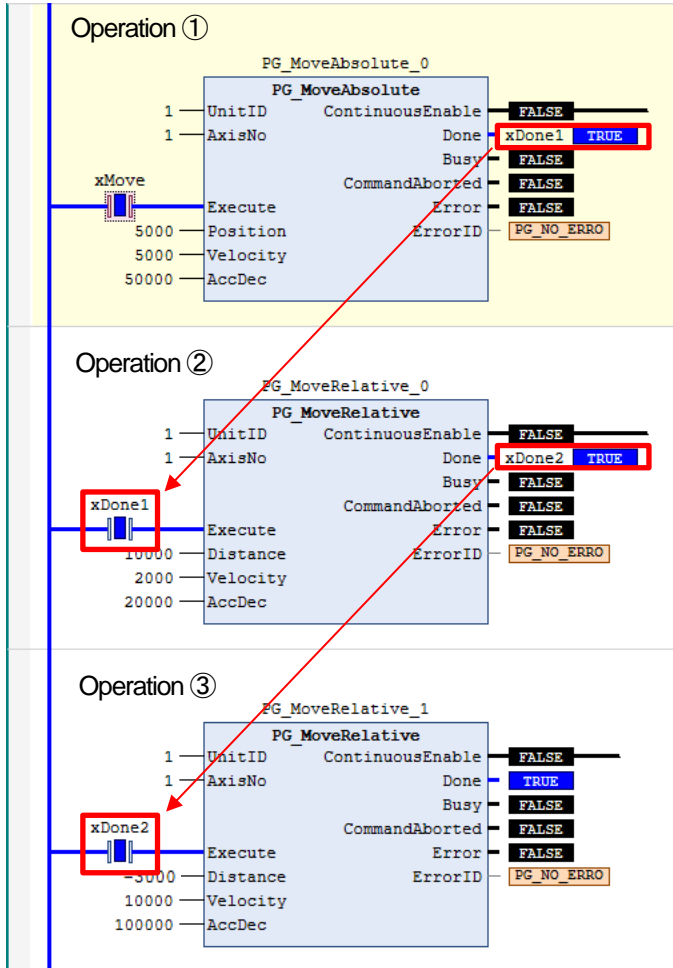 Operation ①
PG_MoveAbsolute_0
PG_MoveAbsolute
1 UnitID ContinuousEnable FALSE
1 AxisNo Done xDone1 TRUE
Busy FALSE
xMove CommandAborted FALSE
Execute Error FALSE
5000 Position ErrorID PG_NO_ERRO
5000 Velocity
50000 AccDec
Operation ②
PG_MoveRelative_0
PG_MoveRelative
1 UnitID ContinuousEnable FALSE
1 AxisNo Done xDone2 TRUE
Busy FALSE
xDone1 CommandAborted FALSE
Execute Error FALSE
10000 Distance ErrorID PG_NO_ERRO
2000 Velocity
20000 AccDec
Operation ③
PG_MoveRelative_1
PG_MoveRelative
1 UnitID ContinuousEnable FALSE
1 AxisNo Done TRUE
Busy FALSE
xDone2 CommandAborted FALSE
Execute Error FALSE
-3000 Distance ErrorID PG_NO_ERRO
10000 Velocity
100000 AccDec